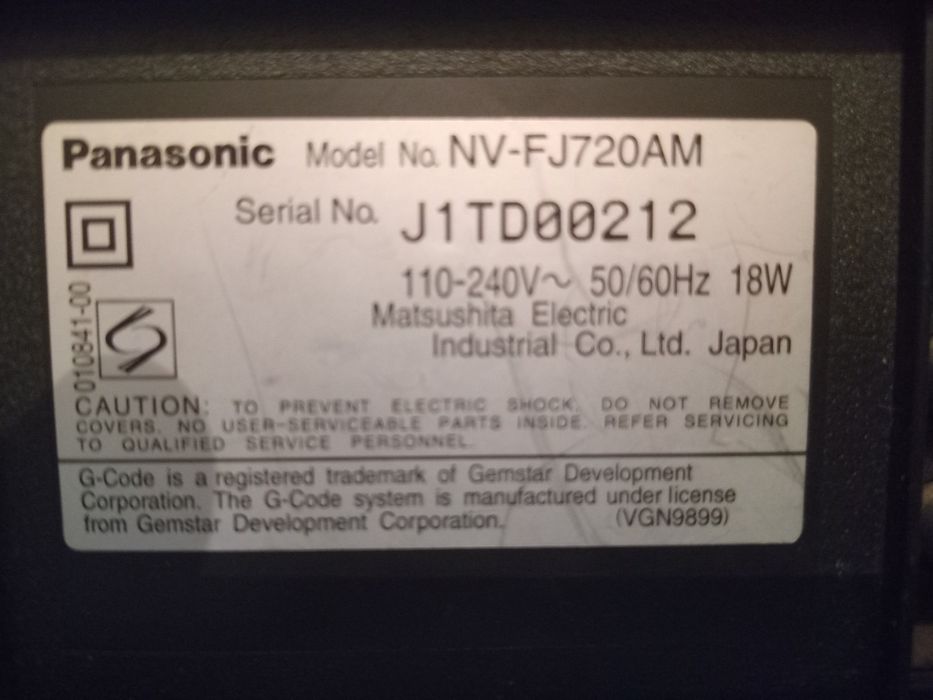 Panasonic Model No. NV-FJ720AM
Serial No. J1TD00212
110-240V~ 50/60Hz 18W
Matsushita Electric
Industrial Co., Ltd. Japan
010841-00
CAUTION: TO PREVENT ELECTRIC SHOCK, DO NOT REMOVE
COVERS. NO USER-SERVICEABLE PARTS INSIDE. REFER SERVICING
TO QUALIFIED SERVICE PERSONNEL.
G-Code is a registered trademark of Gemstar Development
Corporation. The G-Code system is manufactured under license
from Gemstar Development Corporation. (VGN9899)